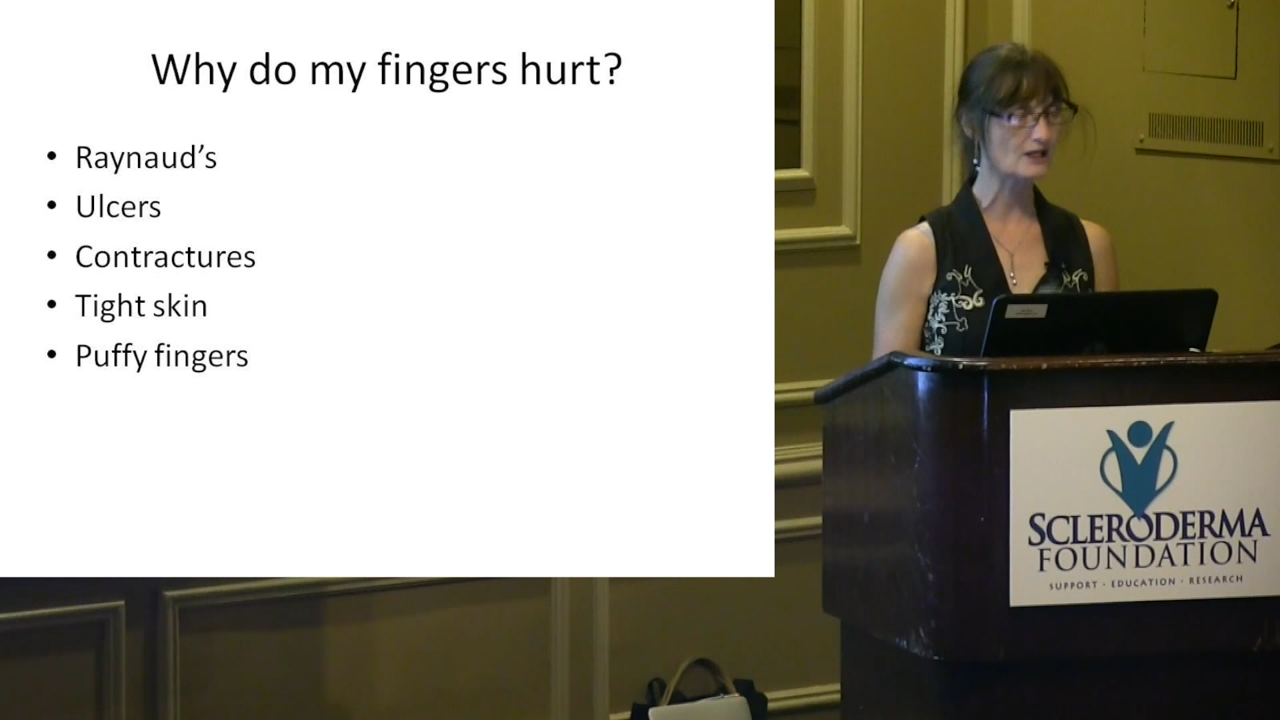 Why do my fingers hurt?
• Raynaud’s
• Ulcers
• Contractures
• Tight skin
• Puffy fingers
SCLERODERMA
FOUNDATION
SUPPORT · EDUCATION · RESEARCH